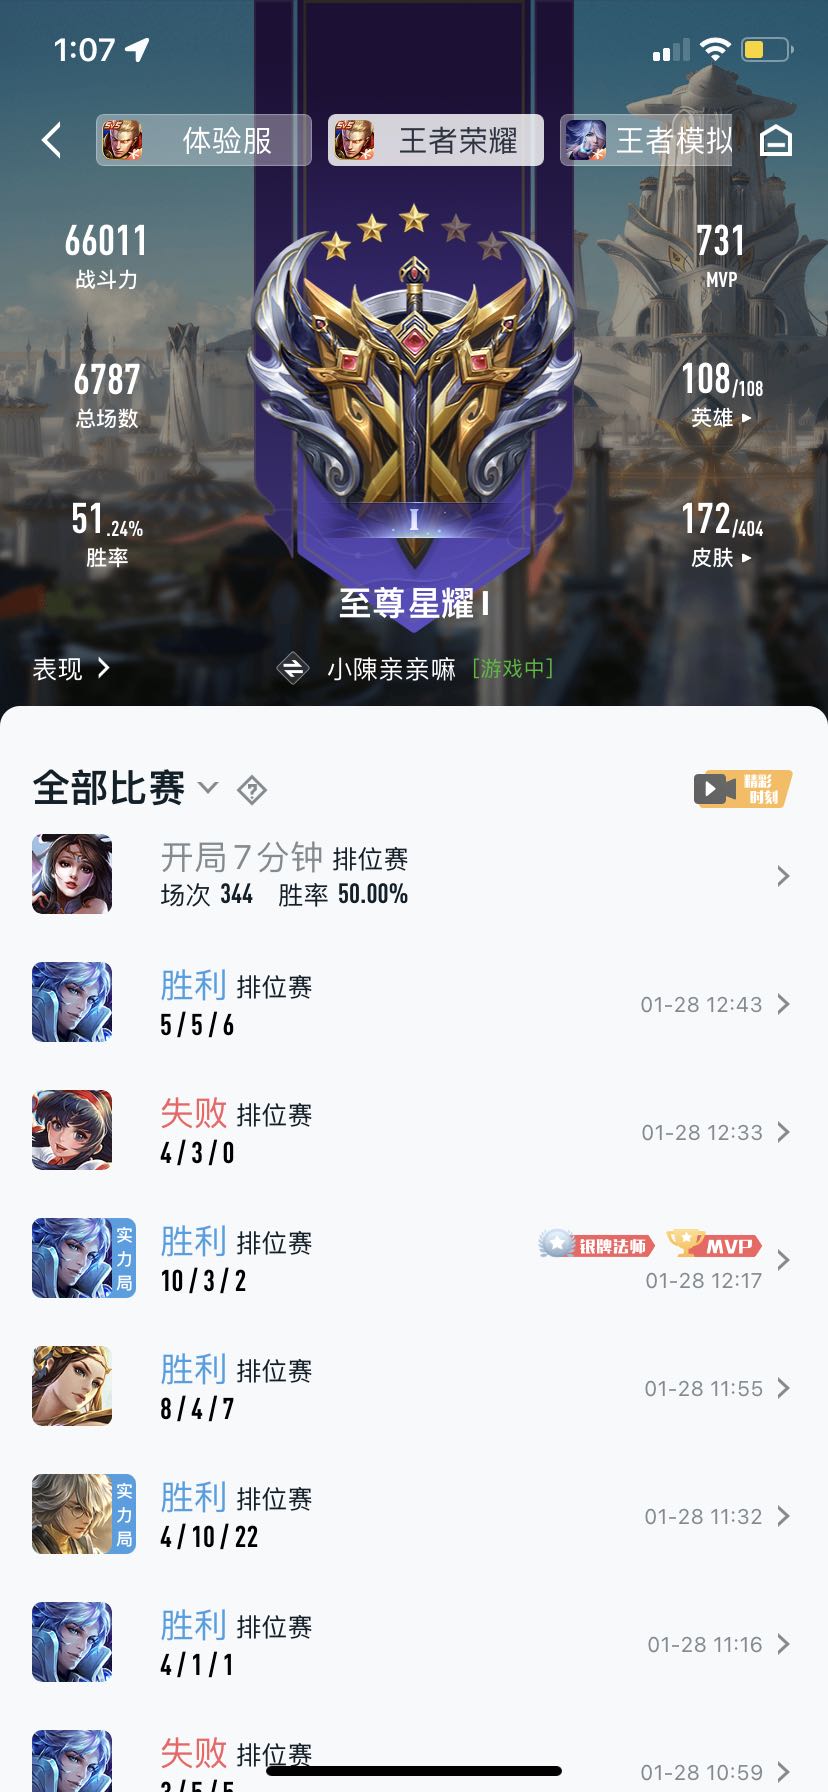 1:07
体验服
王者荣耀
王者模拟
66011
战斗力
731
MVP
6787
总场数
108/108
英雄
51.24%
胜率
172/404
皮肤
I
至尊星耀 I
表现
小陳亲亲嘛 [游戏中]
全部比赛
精彩
时刻
开局7分钟 排位赛
场次 344 胜率 50.00%
胜利 排位赛
5 / 5 / 6
01-28 12:43
失败 排位赛
4 / 3 / 0
01-28 12:33
实力局
胜利 排位赛
银牌法师 MVP
10 / 3 / 2
01-28 12:17
胜利 排位赛
8 / 4 / 7
01-28 11:55
实力局
胜利 排位赛
4 / 10 / 22
01-28 11:32
胜利 排位赛
4 / 1 / 1
01-28 11:16
失败 排位赛
01-28 10:59